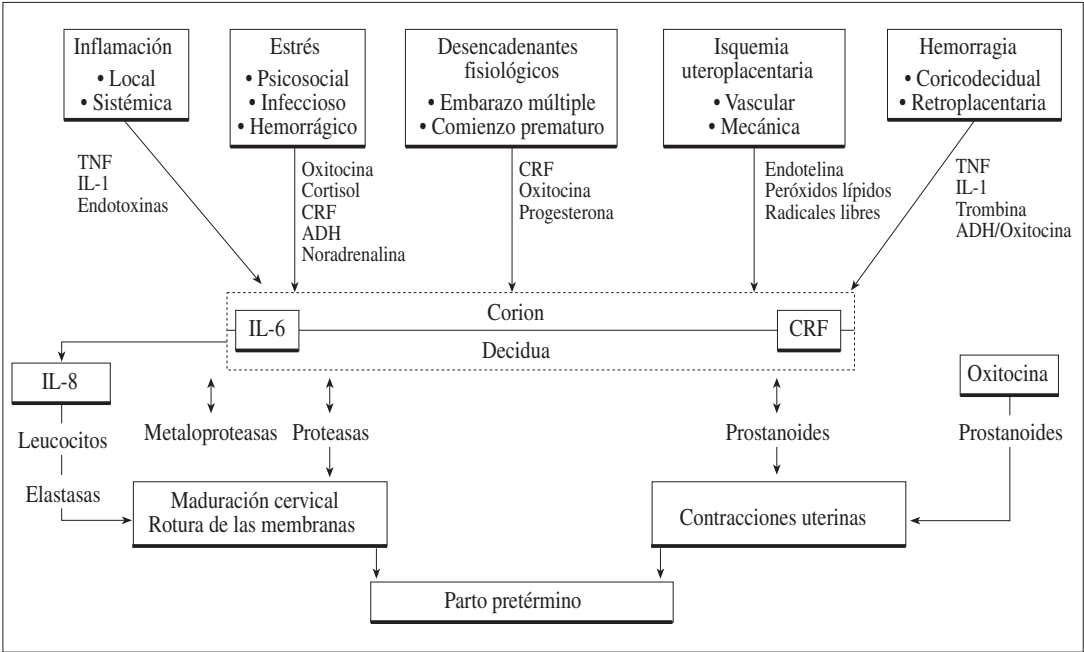 Inflamación
• Local
• Sistémica
Estrés
• Psicosocial
• Infeccioso
• Hemorrágico
Desencadenantes
fisiológicos
• Embarazo múltiple
• Comienzo prematuro
Isquemia
uteroplacentaria
• Vascular
• Mecánica
Hemorragia
• Coricodecidual
• Retroplacentaria
TNF
IL-1
Endotoxinas
Oxitocina
Cortisol
CRF
ADH
Noradrenalina
CRF
Oxitocina
Progesterona
Endotelina
Peróxidos lípidos
Radicales libres
TNF
IL-1
Trombina
ADH/Oxitocina
Corion
IL-6
CRF
Decidua
IL-8
Oxitocina
Leucocitos
Metaloproteasas
Proteasas
Prostanoides
Prostanoides
Elastasas
Maduración cervical
Rotura de las membranas
Contracciones uterinas
Parto pretérmino